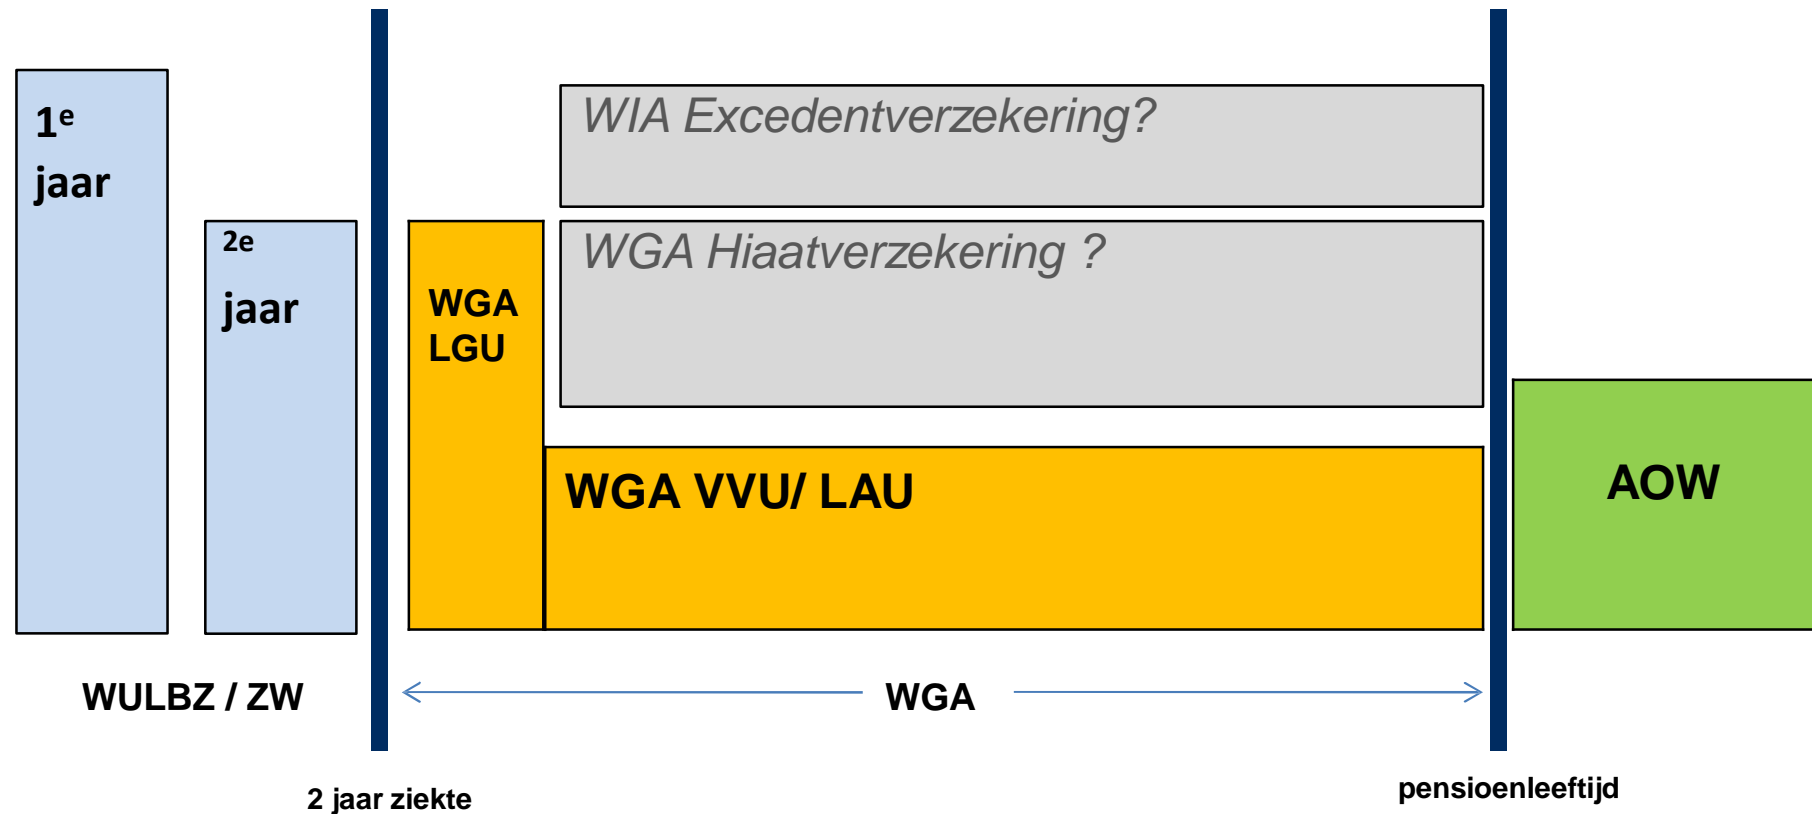 1e
jaar
2e
jaar
WGA
LGU
WIA Excedentverzekering?
WGA Hiaatverzekering ?
WGA VVU/ LAU
AOW
WULBZ / ZW
WGA
2 jaar ziekte
pensioenleeftijd